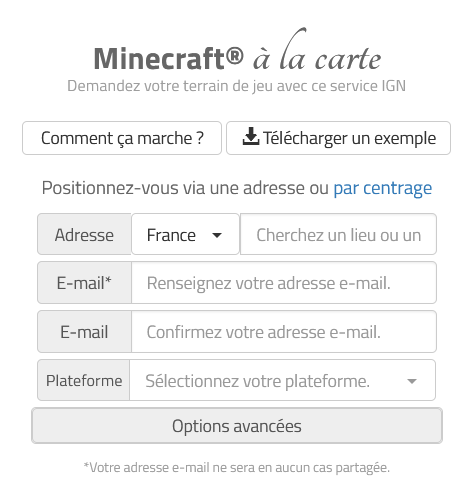 Minecraft® à la carte
Demandez votre terrain de jeu avec ce service IGN
Comment ça marche ? Télécharger un exemple
Positionnez-vous via une adresse ou par centrage
Adresse France Cherchez un lieu ou un
E-mail* Renseignez votre adresse e-mail.
E-mail Confirmez votre adresse e-mail.
Plateforme Sélectionnez votre plateforme.
Options avancées
*Votre adresse e-mail ne sera en aucun cas partagée.